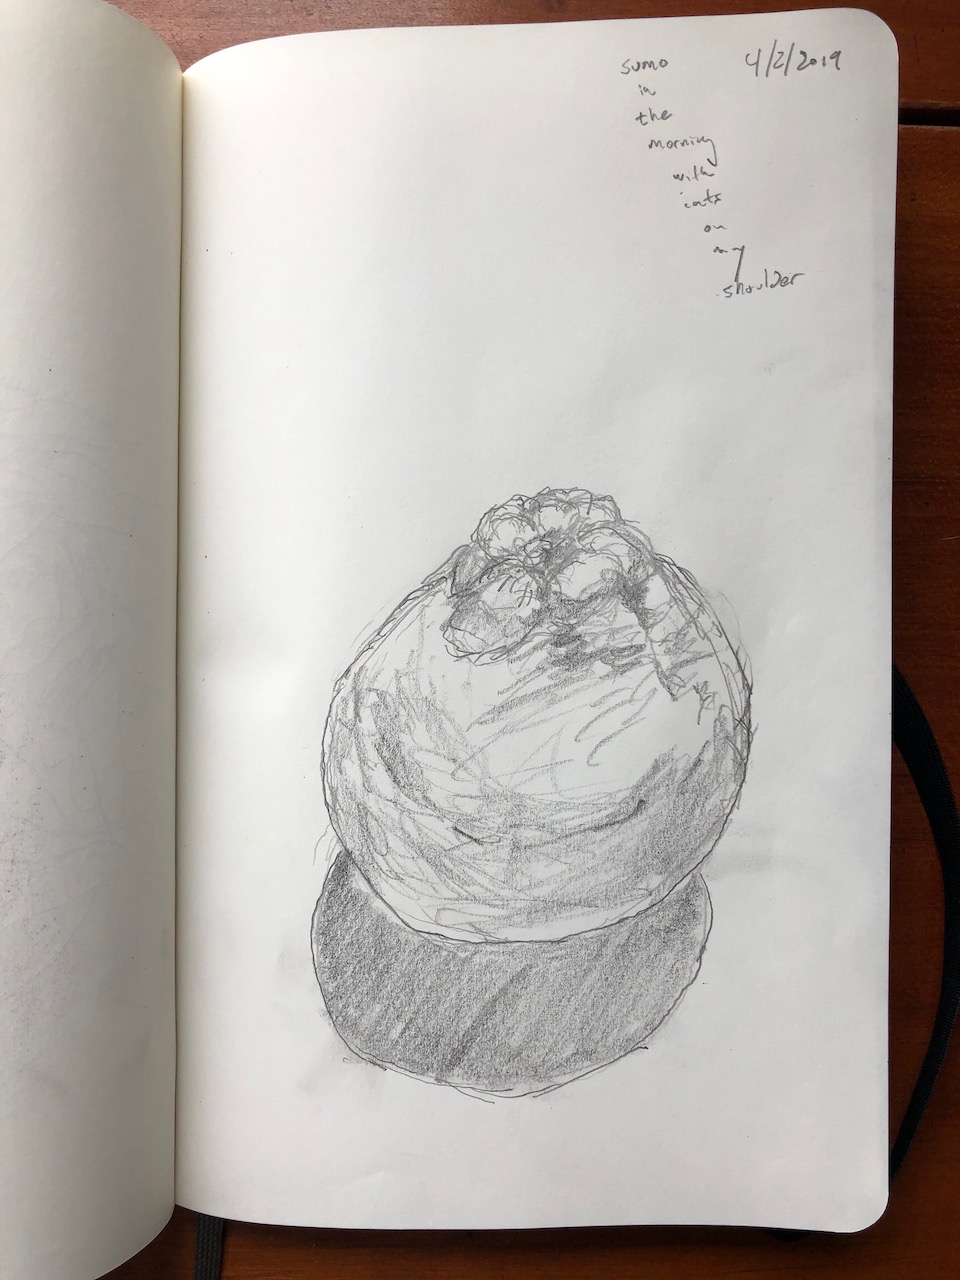 sumo
in
the
morning
with
cats
on
my
shoulder
4/2/2019